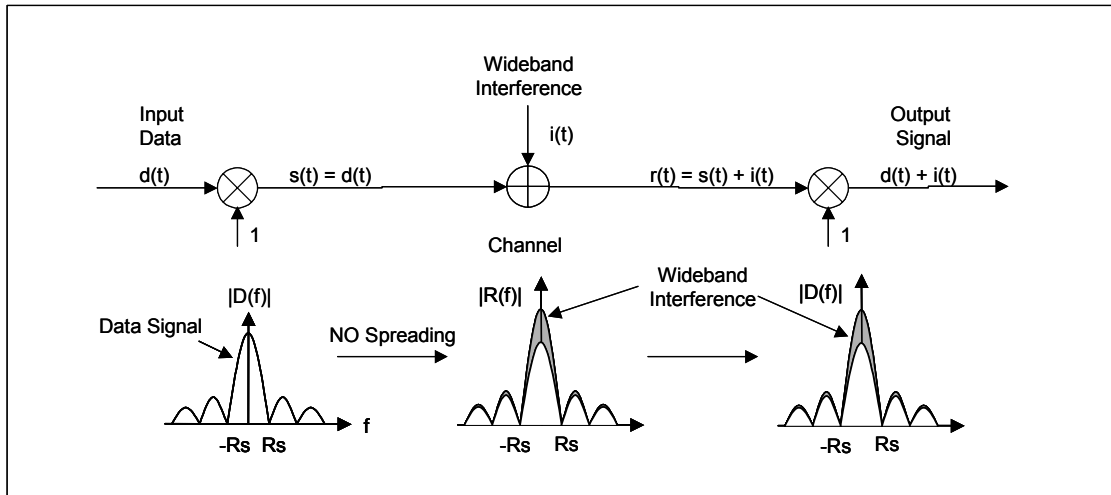 Wideband
Interference
Input
Data
i(t)
Output
Signal
d(t)
s(t) = d(t)
r(t) = s(t) + i(t)
d(t) + i(t)
1
1
Channel
|D(f)|
Data Signal
NO Spreading
|R(f)|
Wideband
Interference
|D(f)|
f
-Rs
Rs
-Rs
Rs
-Rs
Rs